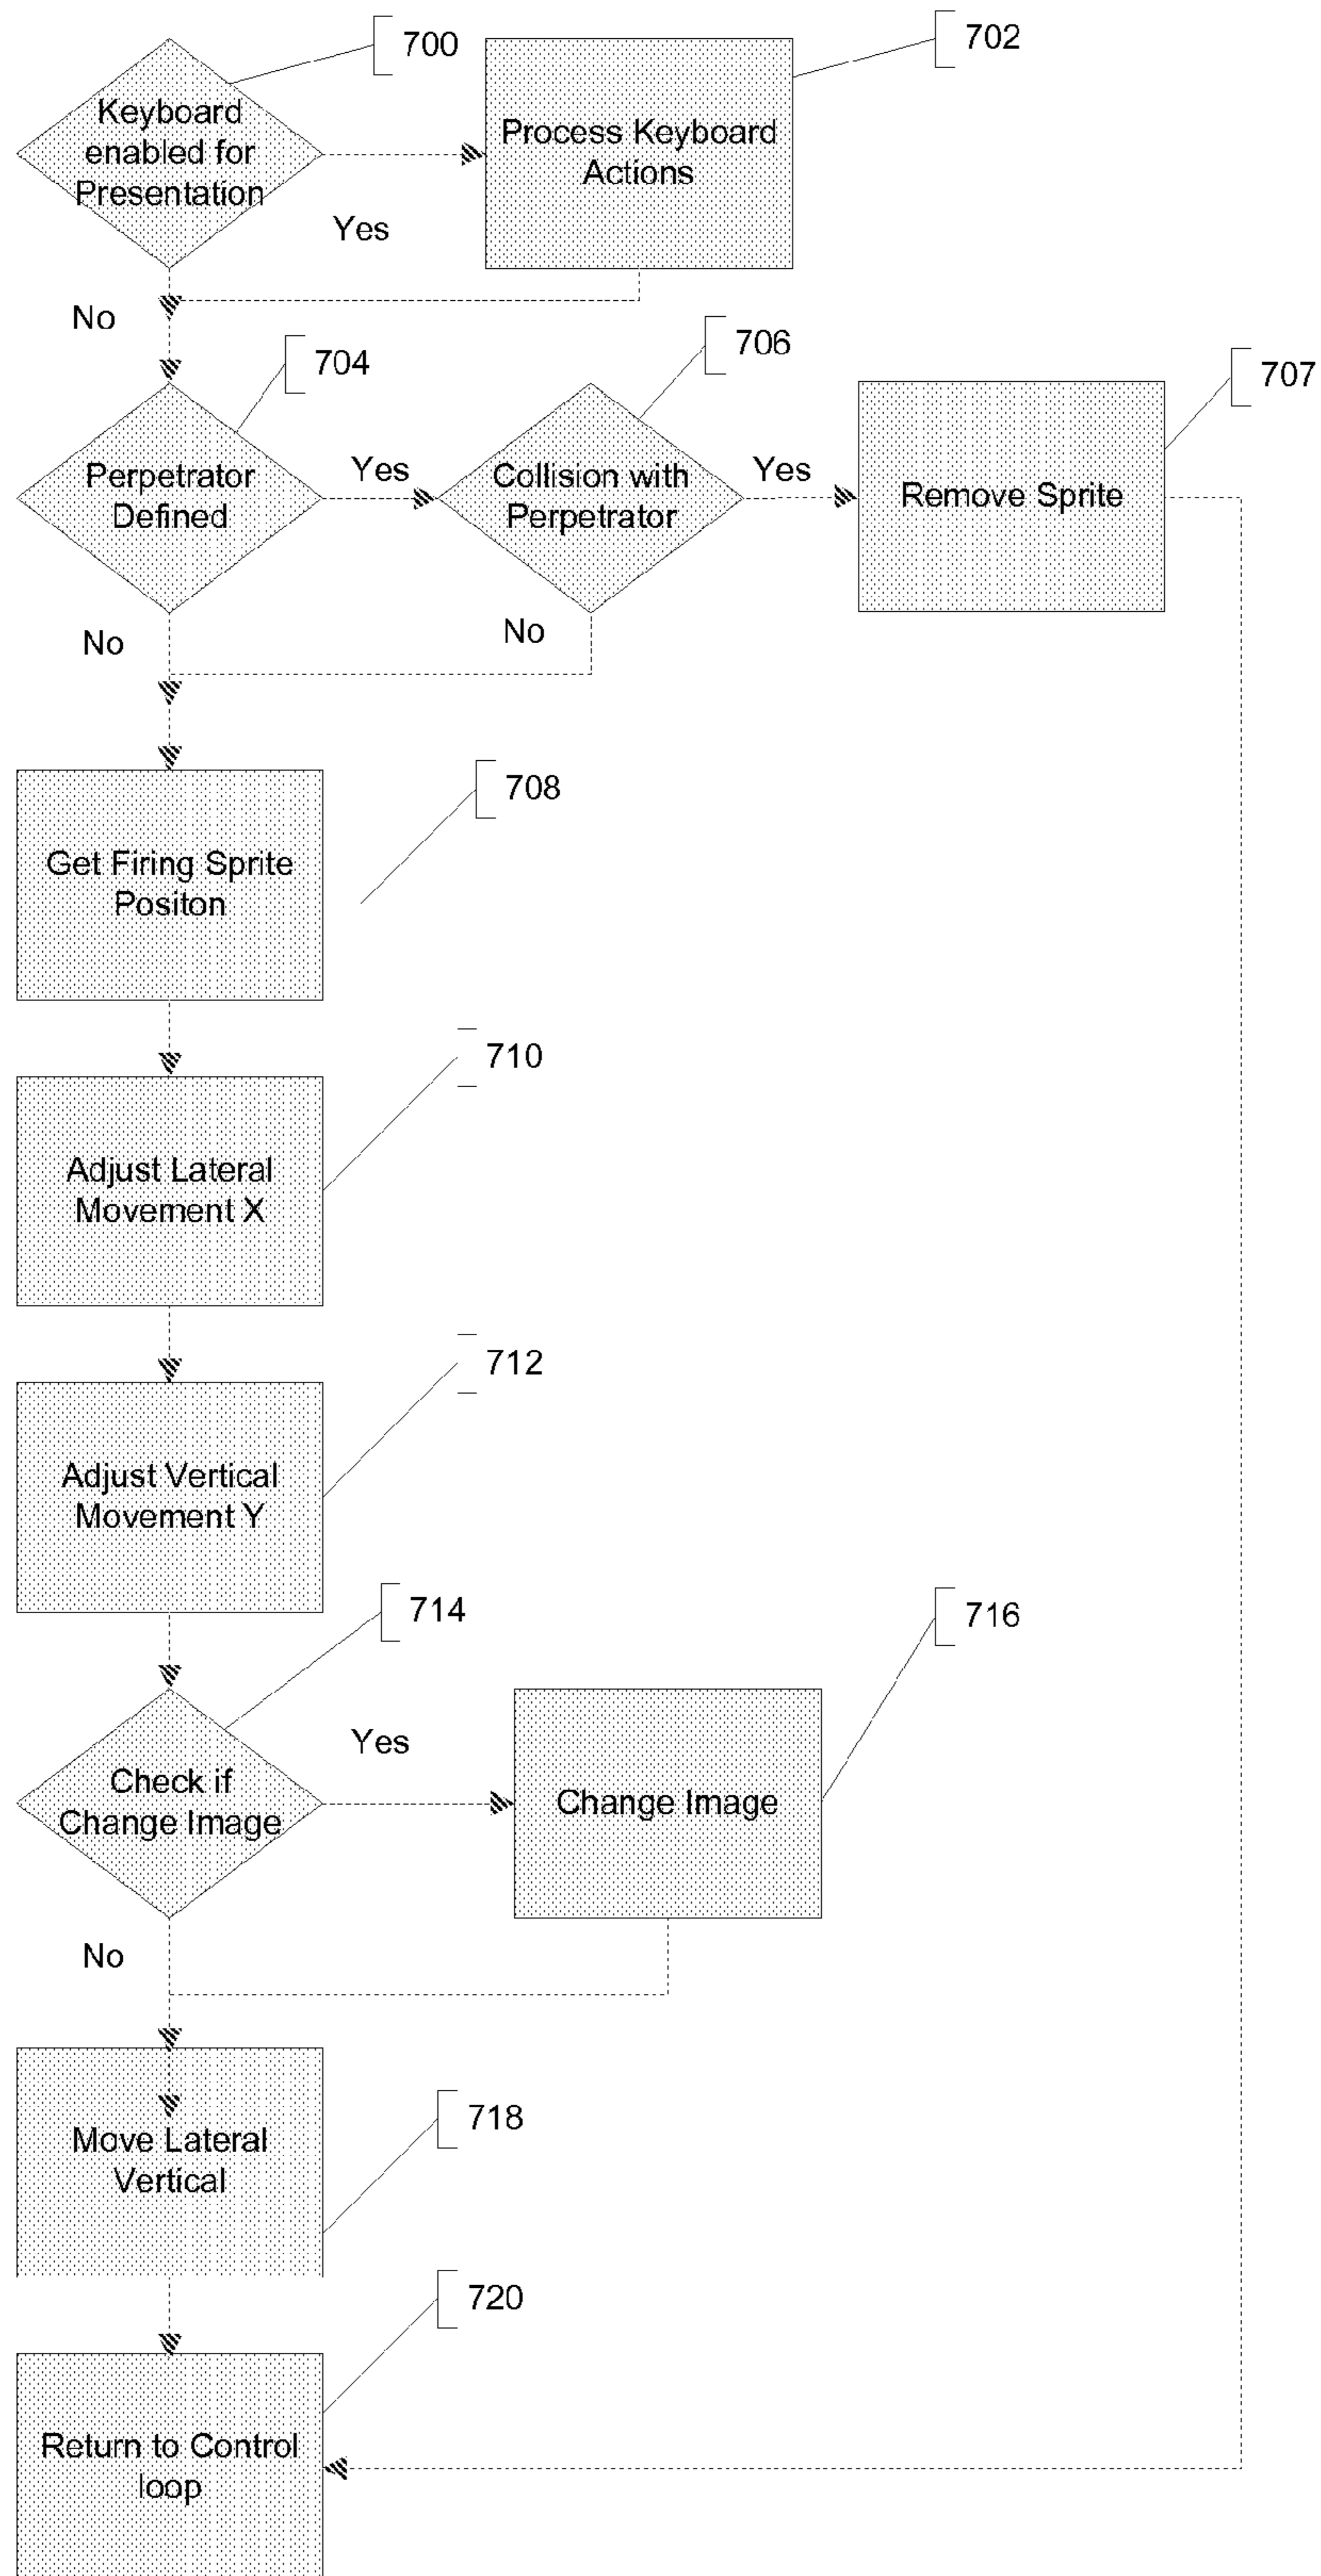 700
702
Keyboard
enabled for
Presentation
Process Keyboard
Actions
Yes
No
704
706
707
Perpetrator
Defined
Yes
Collision with
Perpetrator
Yes
Remove Sprite
No
No
708
Get Firing Sprite
Positon
710
Adjust Lateral
Movement X
712
Adjust Vertical
Movement Y
714
716
Yes
Check if
Change Image
Change Image
No
718
Move Lateral
Vertical
720
Return to Control
loop